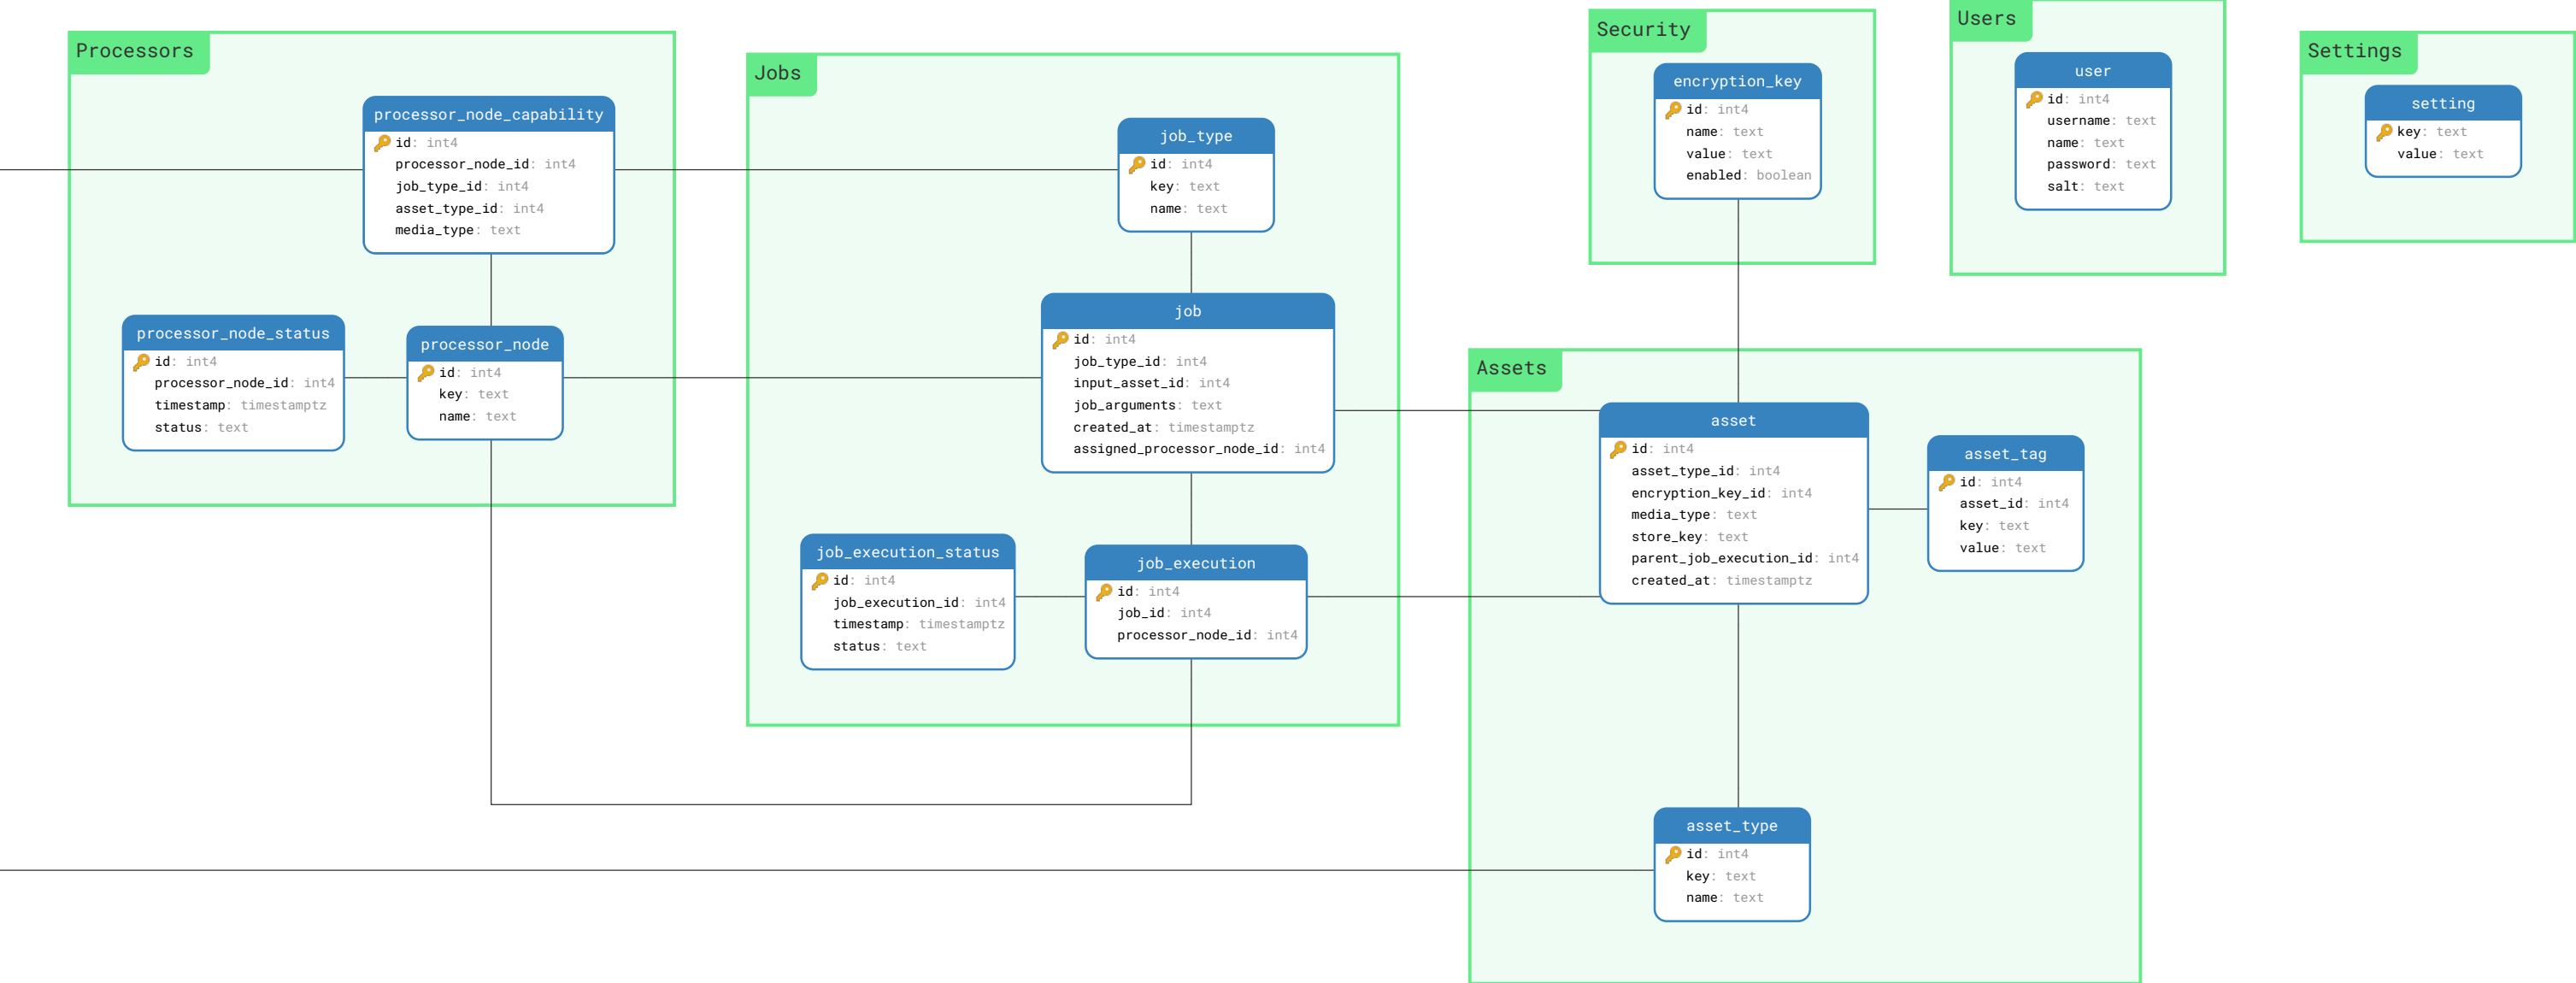 Processors
processor_node_capability
id: int4
processor_node_id: int4
job_type_id: int4
asset_type_id: int4
media_type: text
processor_node_status
id: int4
processor_node_id: int4
timestamp: timestamptz
status: text
processor_node
id: int4
key: text
name: text
Jobs
job_type
id: int4
key: text
name: text
job
id: int4
job_type_id: int4
input_asset_id: int4
job_arguments: text
created_at: timestamptz
assigned_processor_node_id: int4
job_execution_status
id: int4
job_execution_id: int4
timestamp: timestamptz
status: text
job_execution
id: int4
job_id: int4
processor_node_id: int4
Security
encryption_key
id: int4
name: text
value: text
enabled: boolean
Users
user
id: int4
username: text
name: text
password: text
salt: text
Settings
setting
key: text
value: text
Assets
asset
id: int4
asset_type_id: int4
encryption_key_id: int4
media_type: text
store_key: text
parent_job_execution_id: int4
created_at: timestamptz
asset_tag
id: int4
asset_id: int4
key: text
value: text
asset_type
id: int4
key: text
name: text